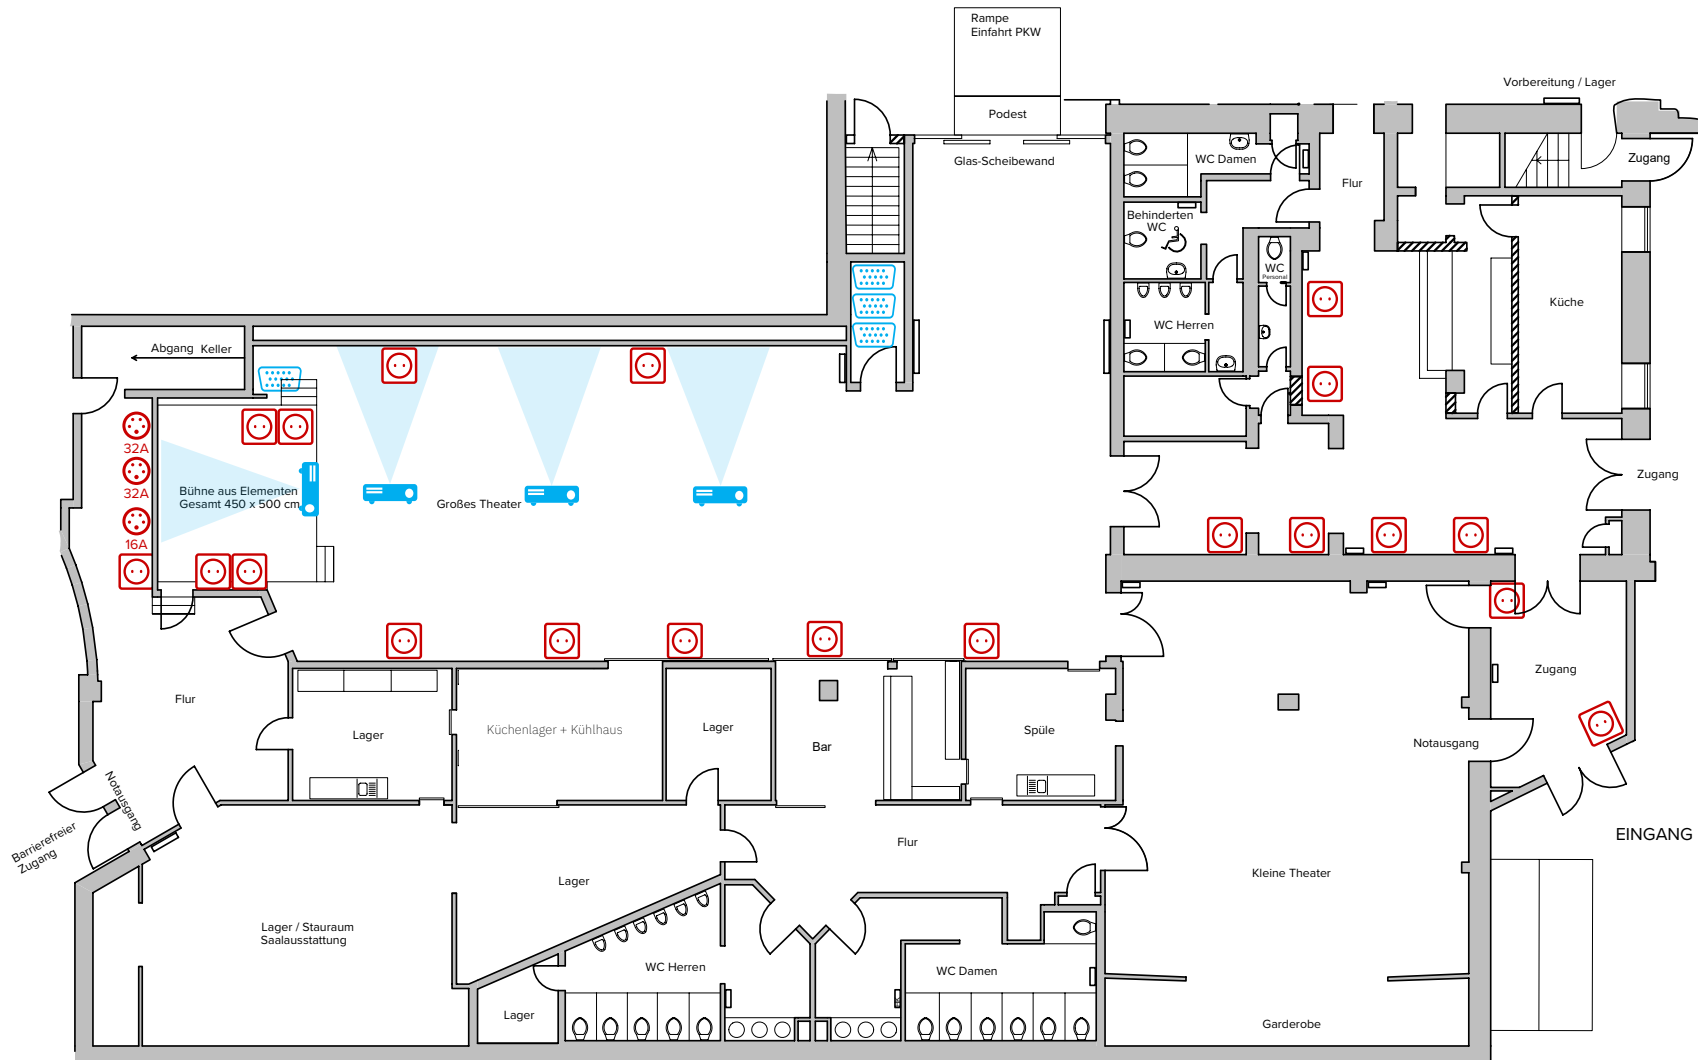 Rampe
Einfahrt PKW
Podest
Glas-Scheibewand
Vorbereitung / Lager
Zugang
WC Damen
Flur
Behinderten
WC
WC
Personal
WC Herren
Küche
Abgang Keller
32A
32A
16A
Bühne aus Elementen
Gesamt 450 x 500 cm
Großes Theater
Zugang
Flur
Lager
Küchenlager + Kühlhaus
Lager
Bar
Spüle
Notausgang
Zugang
Notausgang
Barrierefreier
Zugang
EINGANG
Flur
Lager
Kleine Theater
Lager / Stauraum
Saalausstattung
WC Herren
WC Damen
Lager
Garderobe